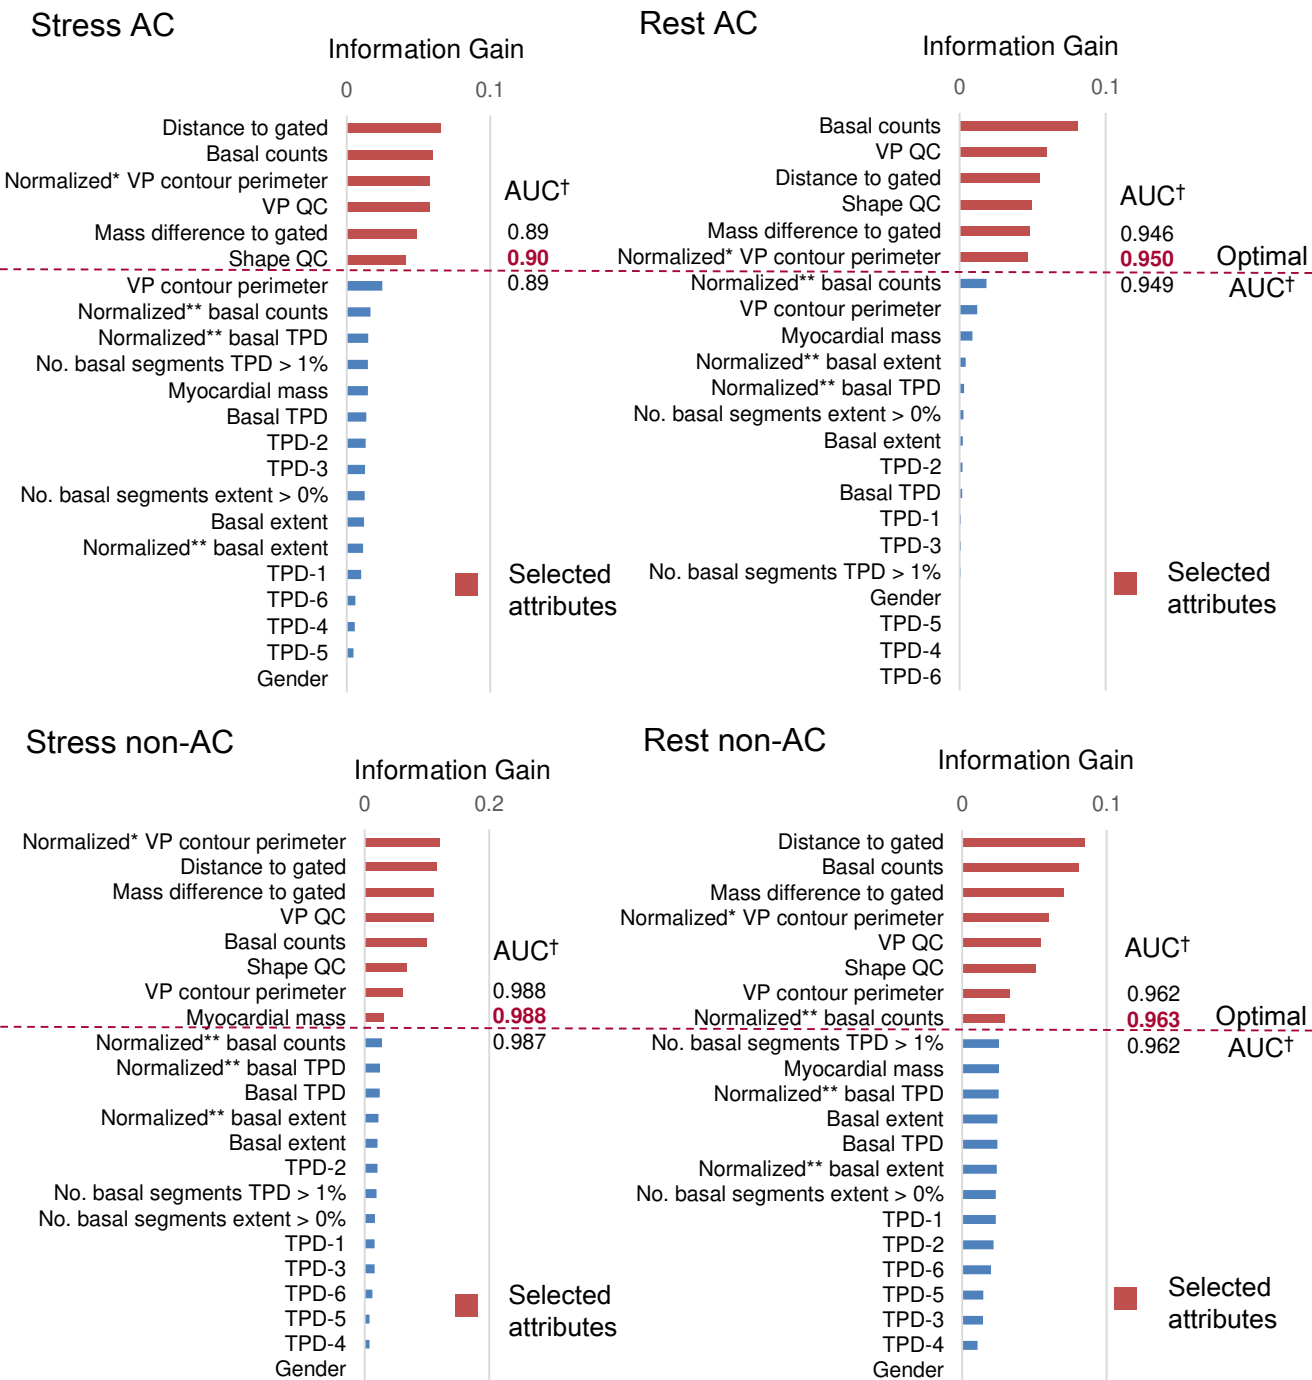 Stress AC
Information Gain
0 0.1
Distance to gated
Basal counts
Normalized* VP contour perimeter
VP QC
Mass difference to gated
Shape QC
VP contour perimeter
Normalized** basal counts
Normalized** basal TPD
No. basal segments TPD > 1%
Myocardial mass
Basal TPD
TPD-2
TPD-3
No. basal segments extent > 0%
Basal extent
Normalized** basal extent
TPD-1
TPD-6
TPD-4
TPD-5
Gender
AUC†
0.89
0.90
0.89
Selected
attributes
Rest AC
Information Gain
0 0.1
Basal counts
VP QC
Distance to gated
Shape QC
Mass difference to gated
Normalized* VP contour perimeter
Normalized** basal counts
VP contour perimeter
Myocardial mass
Normalized** basal extent
Normalized** basal TPD
No. basal segments extent > 0%
Basal extent
TPD-2
Basal TPD
TPD-1
TPD-3
No. basal segments TPD > 1%
Gender
TPD-5
TPD-4
TPD-6
AUC†
0.946
0.950
0.949
Optimal
AUC†
Selected
attributes
Stress non-AC
Information Gain
0 0.2
Normalized* VP contour perimeter
Distance to gated
Mass difference to gated
VP QC
Basal counts
Shape QC
VP contour perimeter
Myocardial mass
Normalized** basal counts
Normalized** basal TPD
Basal TPD
Normalized** basal extent
Basal extent
TPD-2
No. basal segments TPD > 1%
No. basal segments extent > 0%
TPD-1
TPD-3
TPD-6
TPD-5
TPD-4
Gender
AUC†
0.988
0.988
0.987
Selected
attributes
Rest non-AC
Information Gain
0 0.1
Distance to gated
Basal counts
Mass difference to gated
Normalized* VP contour perimeter
VP QC
Shape QC
VP contour perimeter
Normalized** basal counts
No. basal segments TPD > 1%
Myocardial mass
Normalized** basal TPD
Basal extent
Basal TPD
Normalized** basal extent
No. basal segments extent > 0%
TPD-1
TPD-2
TPD-6
TPD-5
TPD-3
TPD-4
Gender
AUC†
0.962
0.963
0.962
Optimal
AUC†
Selected
attributes